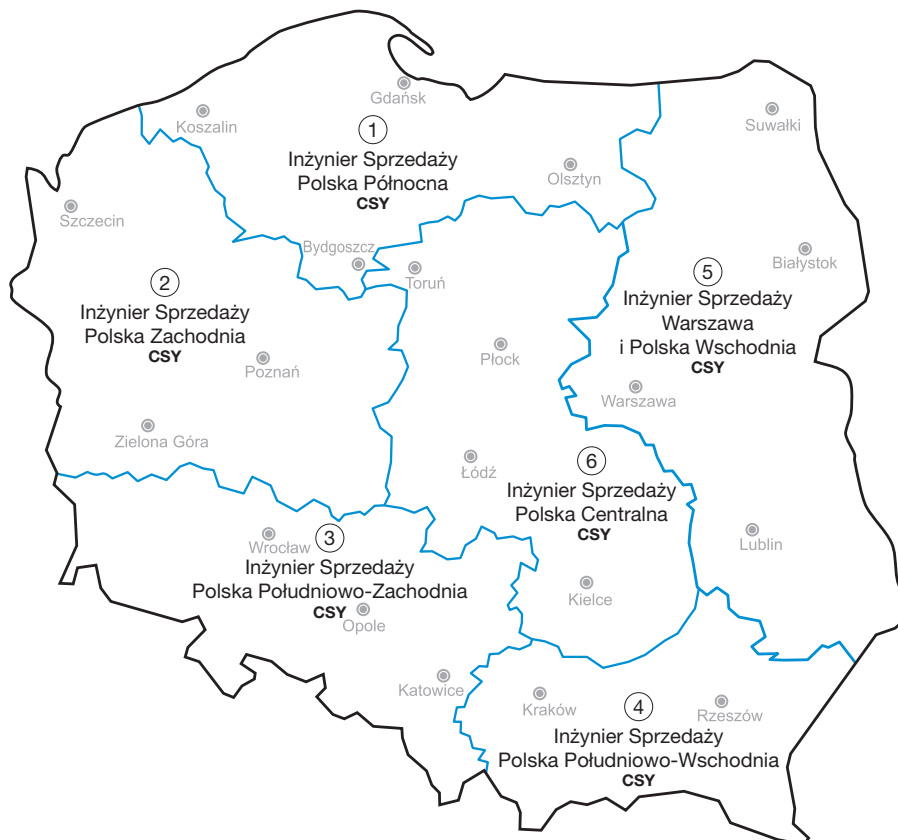 Gdańsk
Suwałki
Koszalin
1
Inżynier Sprzedaży
Polska Północna
CSY
Olsztyn
Szczecin
Bydgoszcz
Toruń
Białystok
2
Inżynier Sprzedaży
Polska Zachodnia
CSY
5
Inżynier Sprzedaży
Warszawa
i Polska Wschodnia
CSY
Płock
Poznań
Warszawa
Zielona Góra
Łódź
6
Inżynier Sprzedaży
Polska Centralna
CSY
Wrocław
3
Inżynier Sprzedaży
Polska Południowo-Zachodnia
CSY
Lublin
Kielce
Opole
Katowice
Kraków
Rzeszów
4
Inżynier Sprzedaży
Polska Południowo-Wschodnia
CSY